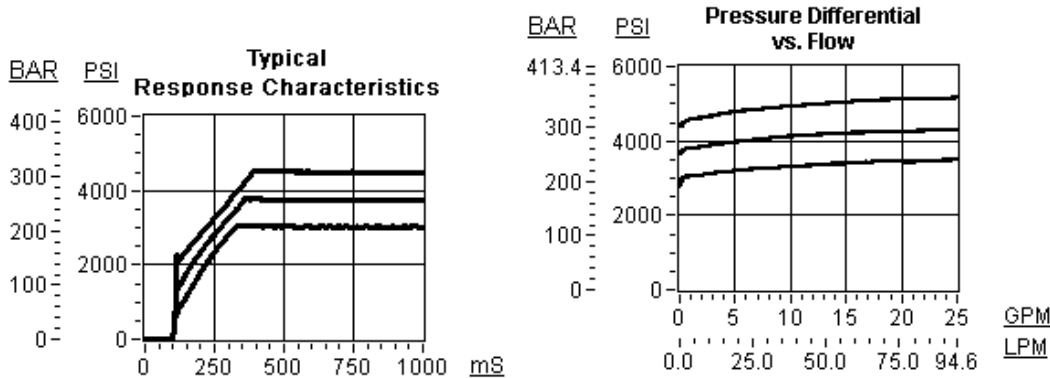 Typical
Response Characteristics
BAR PSI
400 6000
300 4000
200
2000
100
0 0
0 250 500 750 1000 mS
Pressure Differential
vs. Flow
BAR PSI
413.4 6000
300 4000
200
2000
100
0 0
0 5 10 15 20 25 GPM
0.0 25.0 50.0 75.0 94.6 LPM